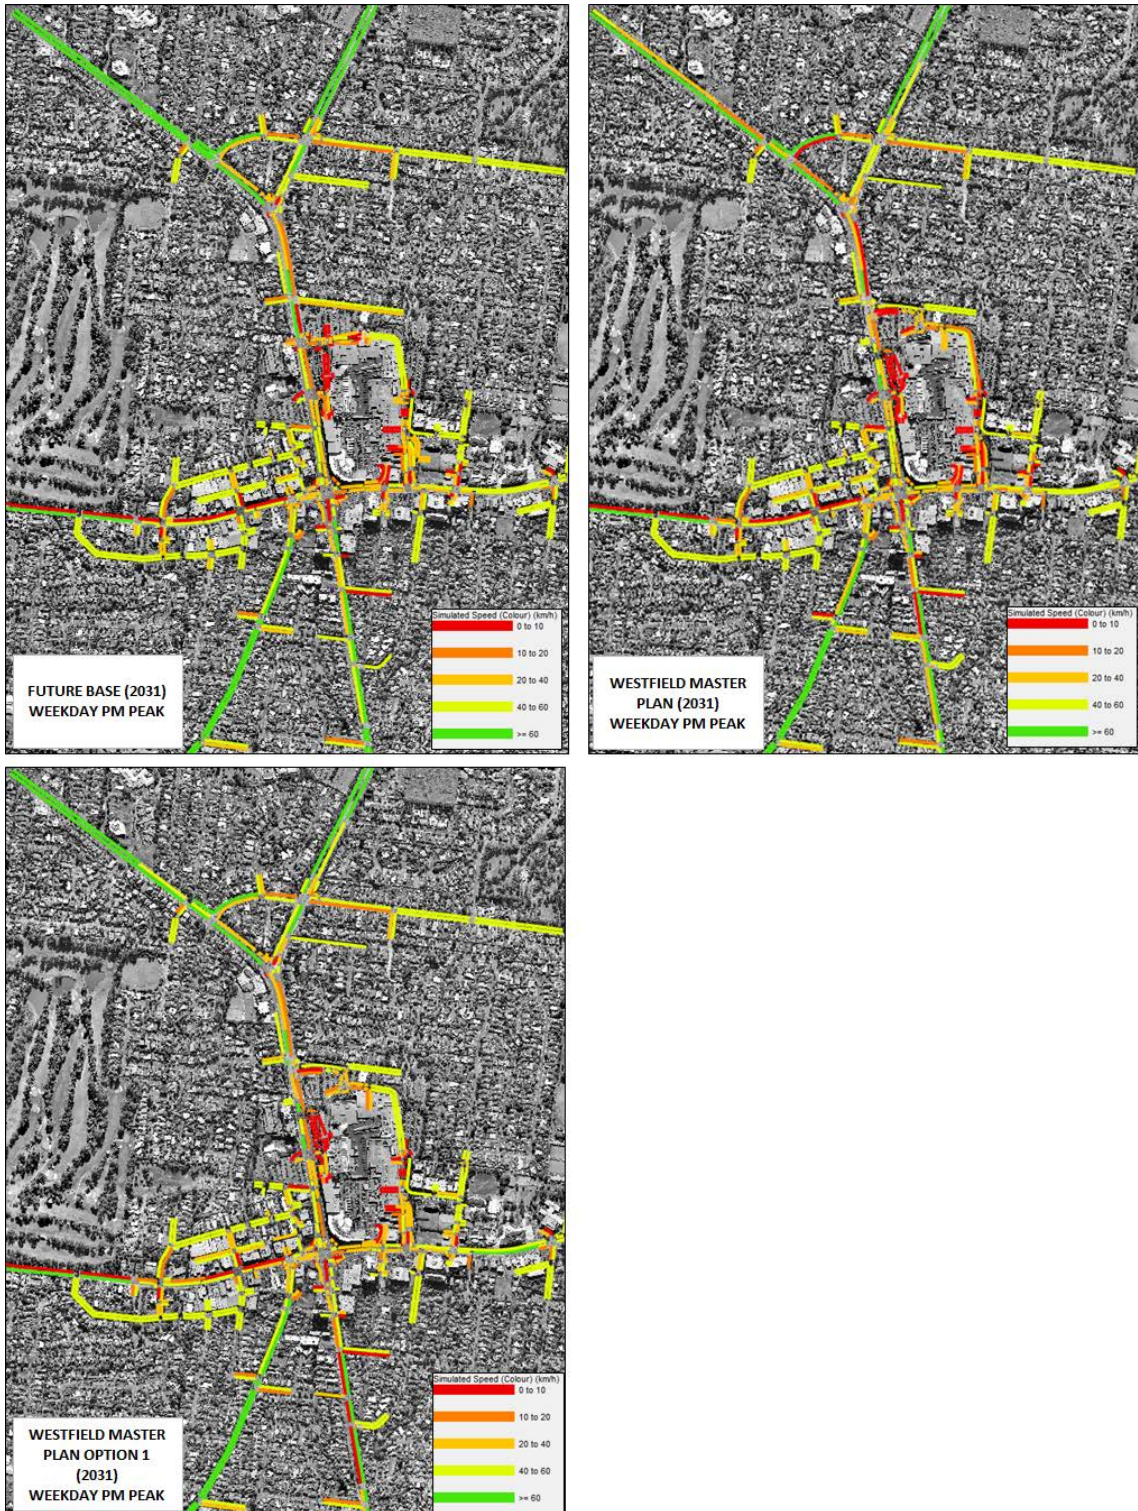 Simulated Speed (Colour) (km/h)
0 to 10
10 to 20
20 to 40
40 to 60
>= 60
FUTURE BASE (2031)
WEEKDAY PM PEAK
Simulated Speed (Colour) (km/h)
0 to 10
10 to 20
20 to 40
40 to 60
>= 60
WESTFIELD MASTER
PLAN (2031)
WEEKDAY PM PEAK
Simulated Speed (Colour) (km/h)
0 to 10
10 to 20
20 to 40
40 to 60
>= 60
WESTFIELD MASTER
PLAN OPTION 1
(2031)
WEEKDAY PM PEAK